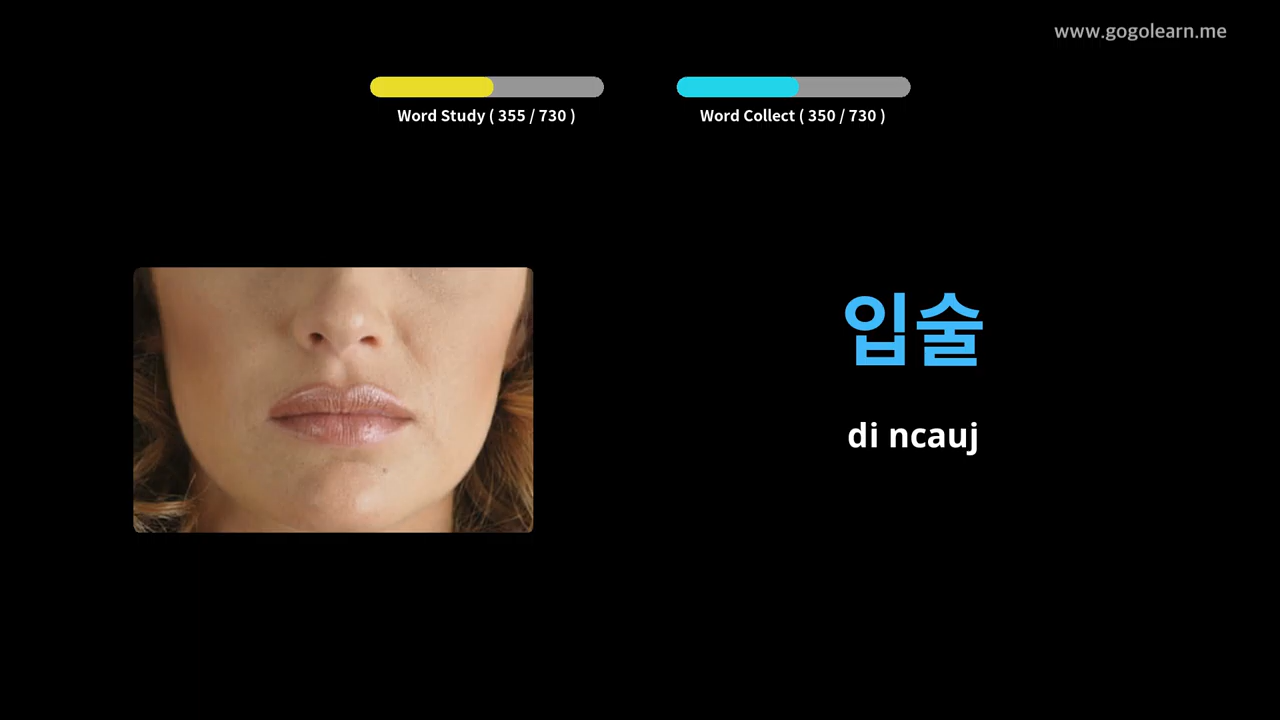 www.gogolearn.me
Word Study ( 355 / 730 )
Word Collect ( 350 / 730 )
입술
di ncauj